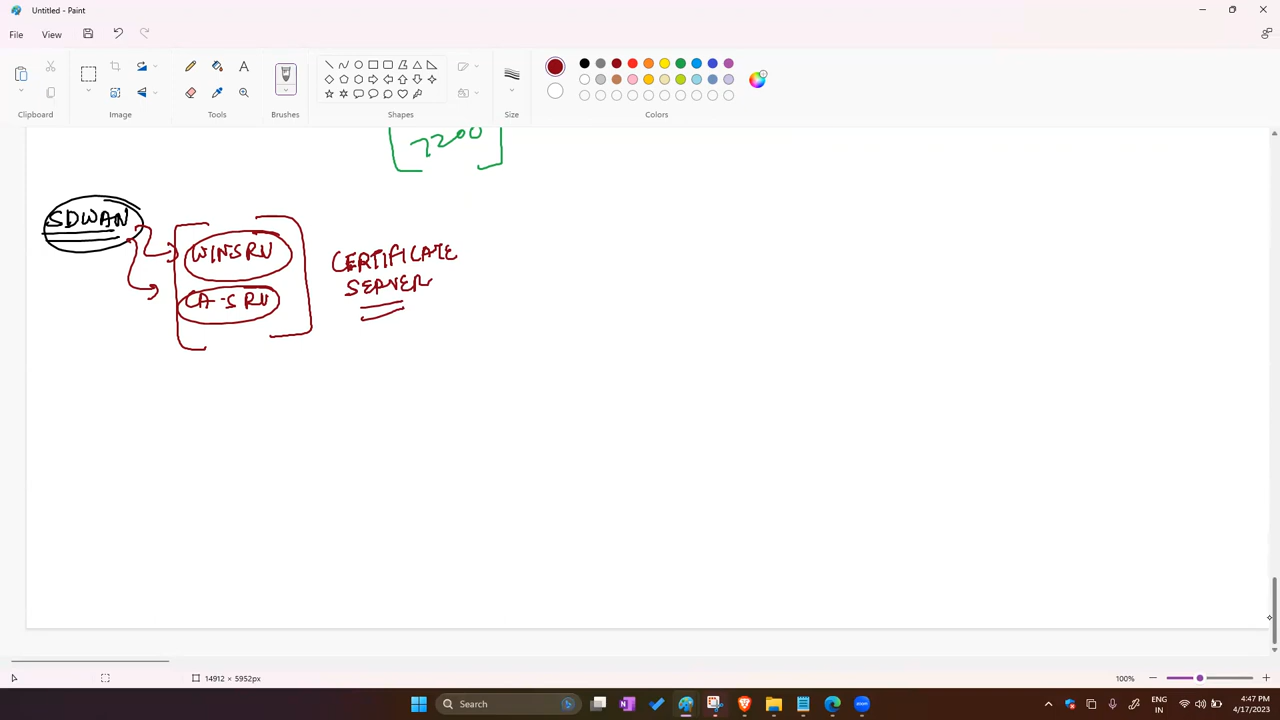 Untitled - Paint
File View
Clipboard Image Tools Brushes Shapes Size Colors
7200
SDWAN
WINSRV
CA-SRV
CERTIFICATE
SERVER
14912 × 5952px
100%
Search
ENG
IN
4:47 PM
4/17/2023